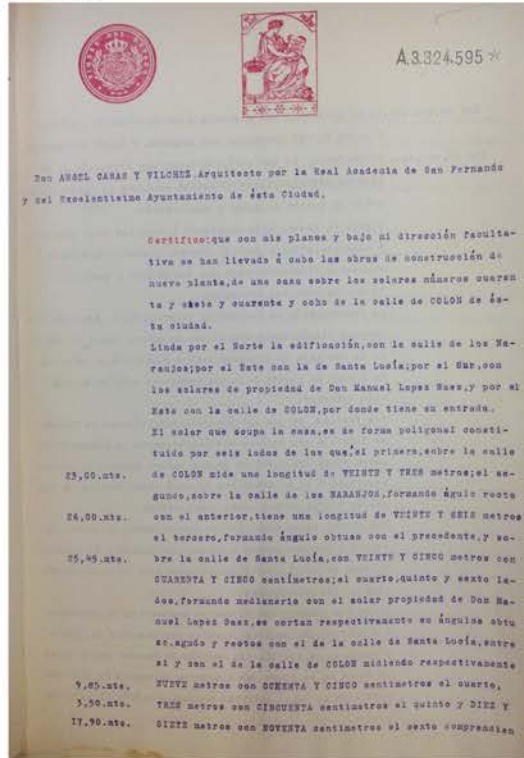 A.3.324.595
Don ANGEL CASAS Y VILCHEZ,Arquitecto por la Real Academia de San Fernando
y del Excelentisimo Ayuntamiento de ésta Ciudad.
Certifico:que con mis planos y bajo mi dirección faculta-
tiva se han llevado á cabo las obras de construcción de
nueva planta,de una casa sobre los solares números cuaren
ta y siete y cuarenta y ocho de la calle de COLON de és-
ta ciudad.
Linda por el Norte la edificación,con la calle de los Na-
ranjos;por el Este con la de Santa Lucía;por el Sur,con
los solares de propiedad de Don Manuel Lopez Saez,y por el
Este con la calle de COLON,por donde tiene su entrada.
El solar que ocupa la casa,es de forma poligonal consti-
tuido por seis lados de los que,el primero,sobre la calle
23,00.mts. de COLON mide una longitud de VEINTE Y TRES metros;el se-
gundo,sobre la calle de los NARANJOS,formando águlo recto
26,00.mts. con el anterior,tiene una longitud de VEINTE Y SEIS metros
el tercero,formando ángulo obtuso con el precedente,y so-
25,45.mts. bre la calle de Santa Lucía,con VEINTE Y CINCO metros con
CUARENTA Y CINCO centímetros;el cuarto,quinto y sexto la-
dos,formando medianeria con el solar propiedad de Don Ma-
nuel Lopez Saez,se cortan respectivamente en ángulos obtu
so,agudo y rectos con el de la calle de Santa Lucía,entre
si y con el de la calle de COLON midiendo respectivamente
9,85.mts. NUEVE metros con OCHENTA Y CINCO centimetros el cuarto,
3,50.mts. TRES metros con CINCUENTA centimetros el quinto y DIEZ Y
17,90.mts. SIETE metros con NOVENTA centimetros el sexto comprendien